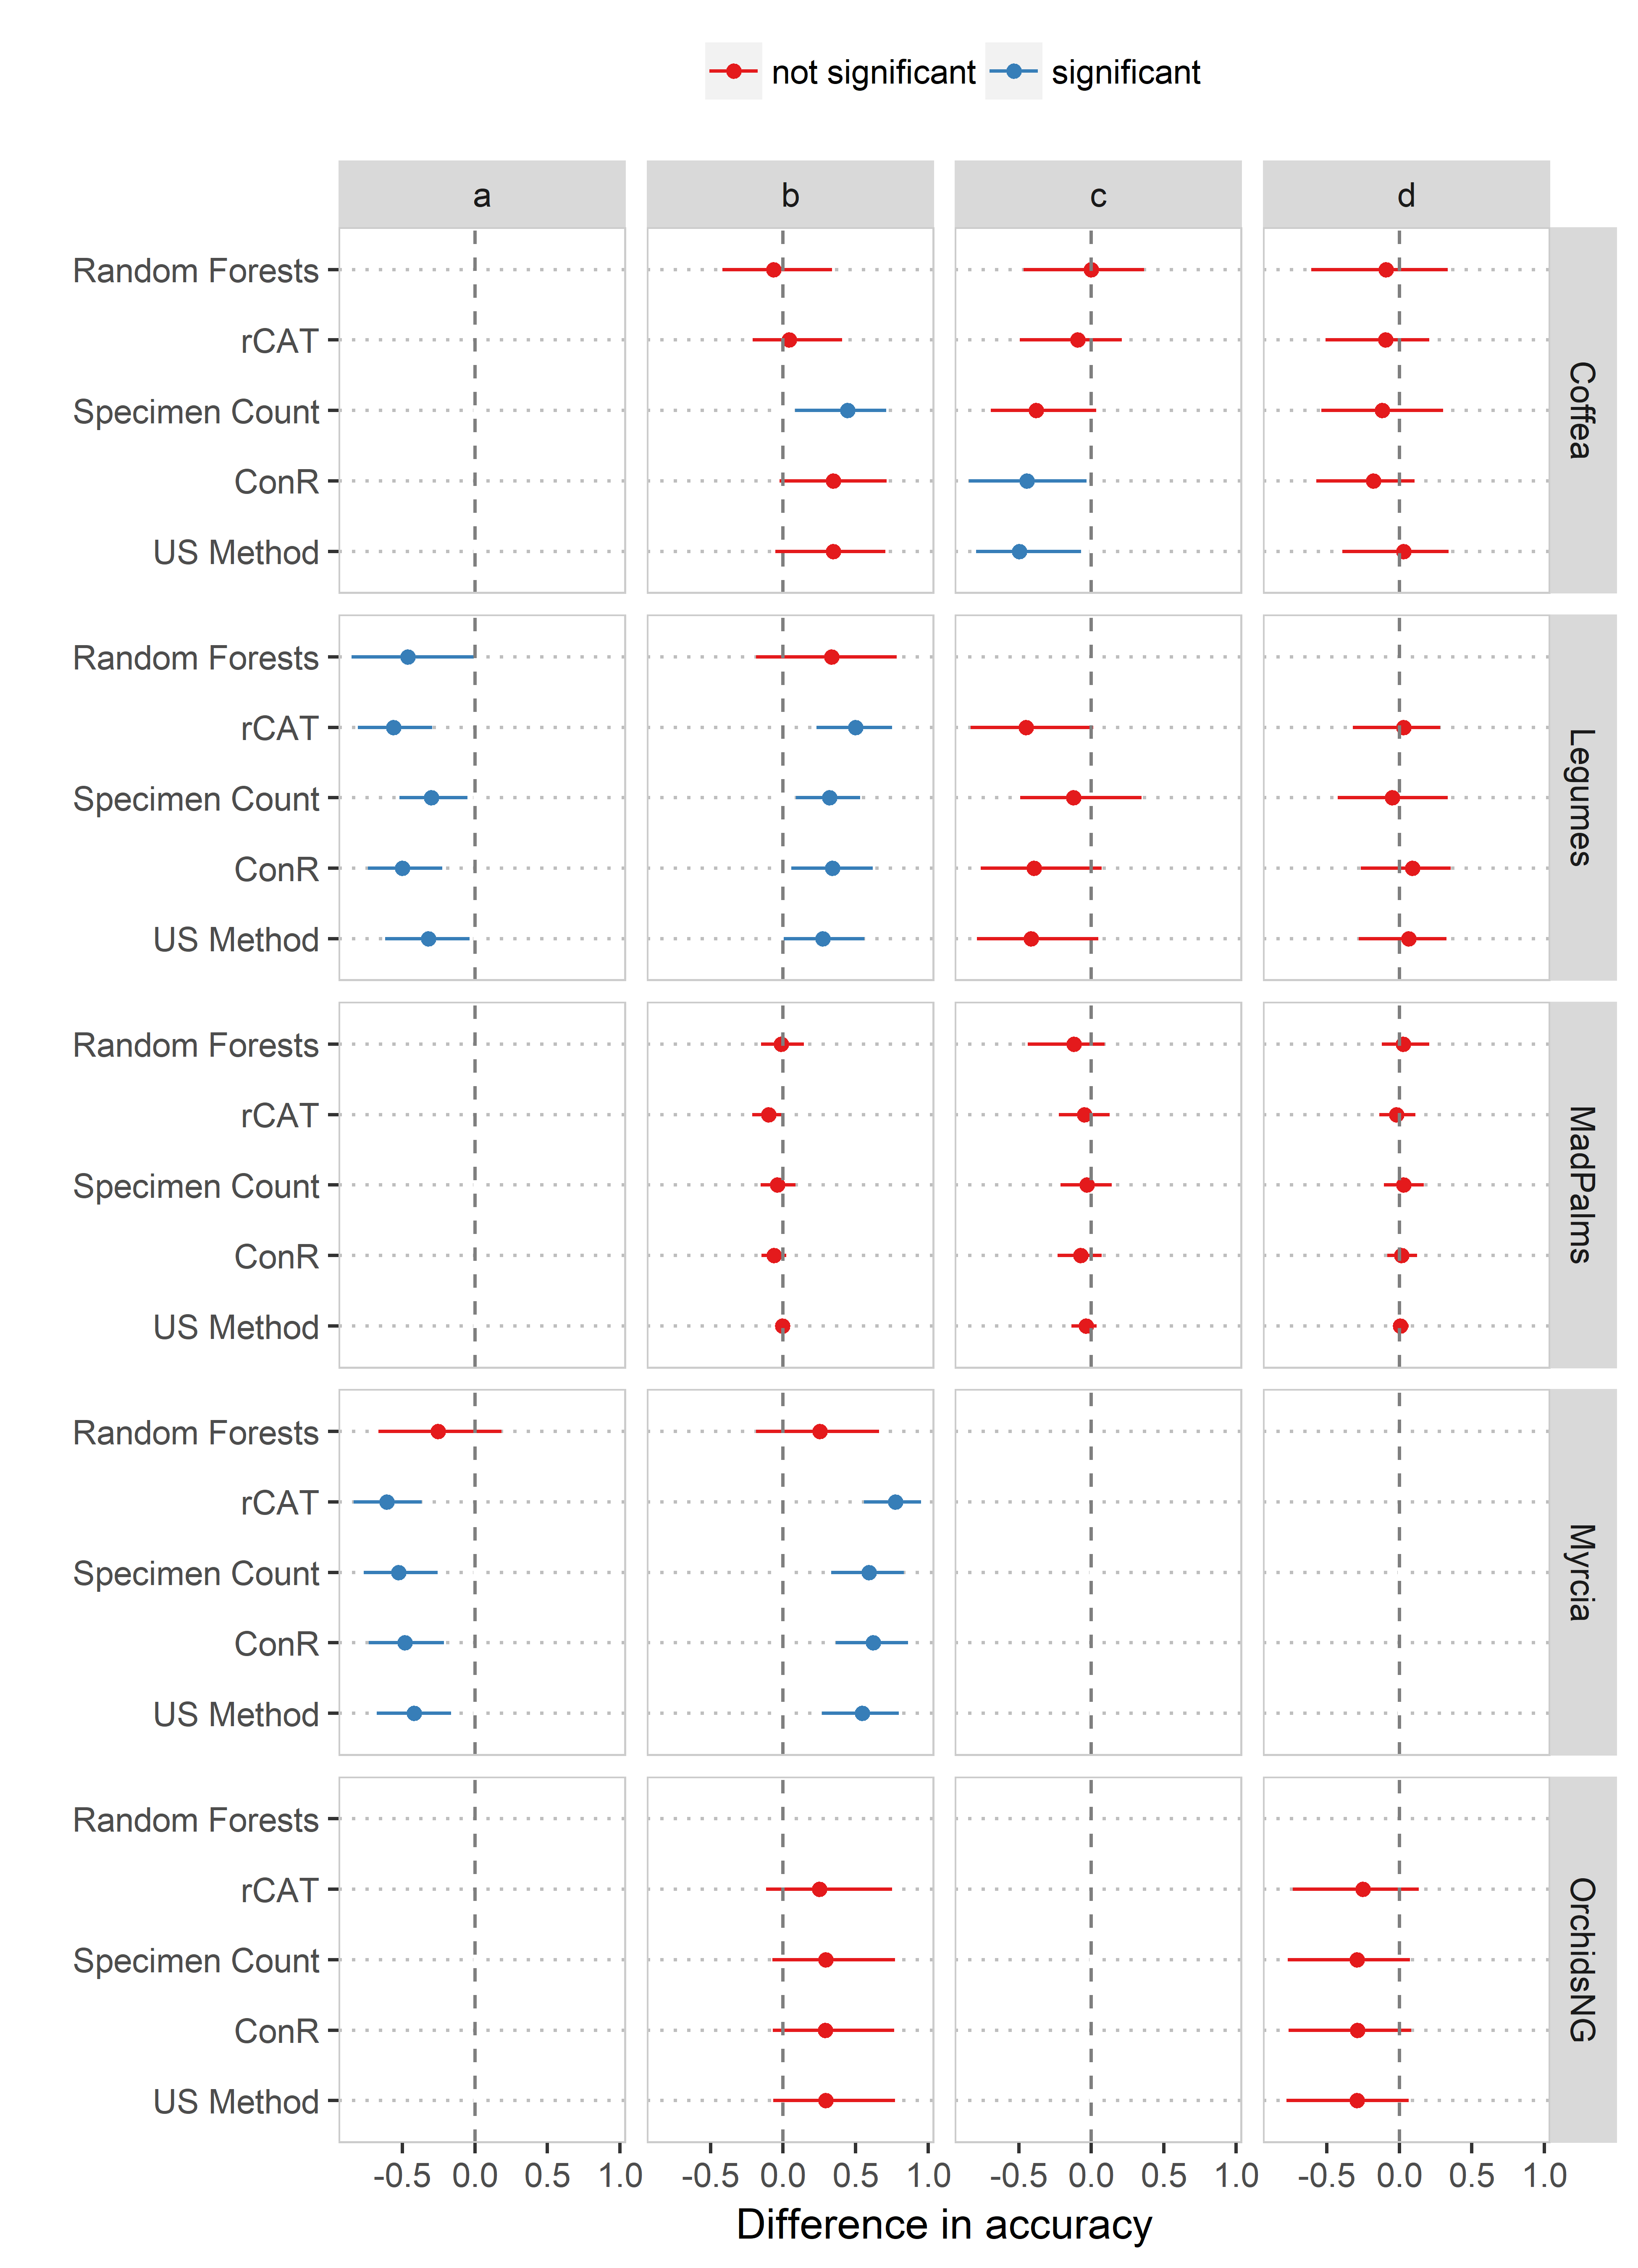 not significant significant
a b c d
Random Forests
rCAT
Specimen Count
ConR
US Method
Coffea
Random Forests
rCAT
Specimen Count
ConR
US Method
Legumes
Random Forests
rCAT
Specimen Count
ConR
US Method
MadPalms
Random Forests
rCAT
Specimen Count
ConR
US Method
Myrcia
Random Forests
rCAT
Specimen Count
ConR
US Method
OrchidsNG
-0.5 0.0 0.5 1.0 -0.5 0.0 0.5 1.0 -0.5 0.0 0.5 1.0 -0.5 0.0 0.5 1.0
Difference in accuracy